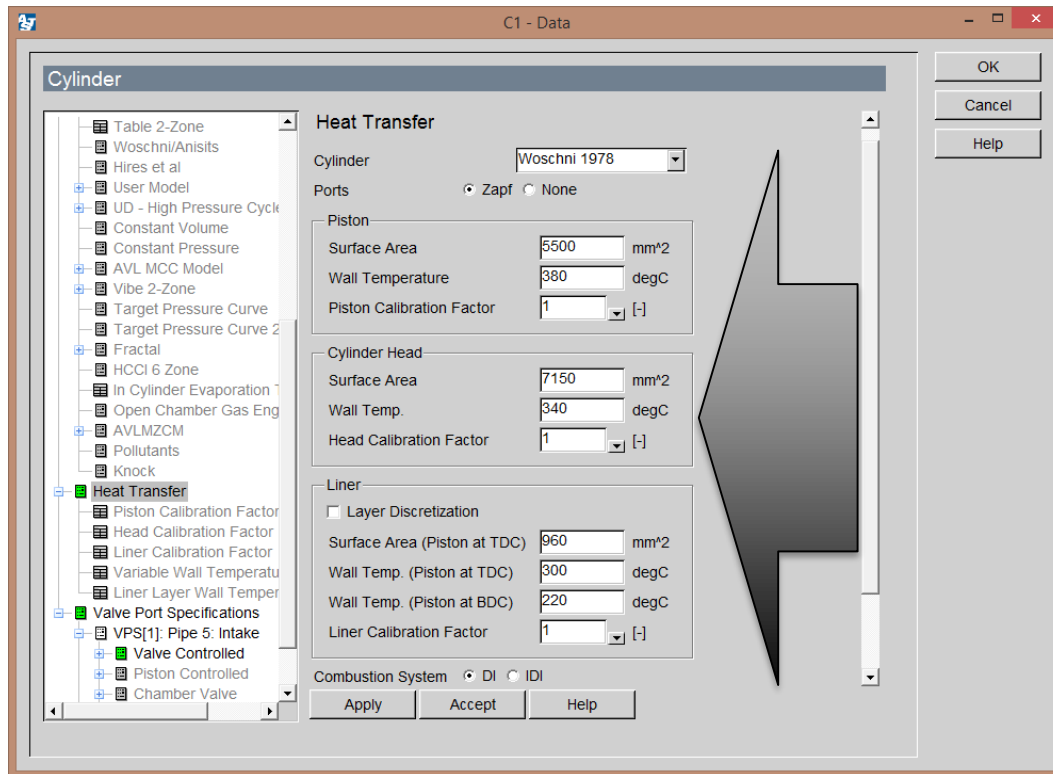 C1 - Data
OK
Cancel
Help
Cylinder
Table 2-Zone
Woschni/Anisits
Hires et al
User Model
UD - High Pressure Cycle
Constant Volume
Constant Pressure
AVL MCC Model
Vibe 2-Zone
Target Pressure Curve
Target Pressure Curve 2
Fractal
HCCI 6 Zone
In Cylinder Evaporation
Open Chamber Gas Eng
AVLMZCM
Pollutants
Knock
Heat Transfer
Piston Calibration Factor
Head Calibration Factor
Liner Calibration Factor
Variable Wall Temperatu
Liner Layer Wall Temper
Valve Port Specifications
VPS[1]: Pipe 5: Intake
Valve Controlled
Piston Controlled
Chamber Valve
Heat Transfer
Cylinder Woschni 1978
Ports Zapf None
Piston
Surface Area 5500 mm^2
Wall Temperature 380 degC
Piston Calibration Factor 1 [-]
Cylinder Head
Surface Area 7150 mm^2
Wall Temp. 340 degC
Head Calibration Factor 1 [-]
Liner
Layer Discretization
Surface Area (Piston at TDC) 960 mm^2
Wall Temp. (Piston at TDC) 300 degC
Wall Temp. (Piston at BDC) 220 degC
Liner Calibration Factor 1 [-]
Combustion System DI IDI
Apply Accept Help